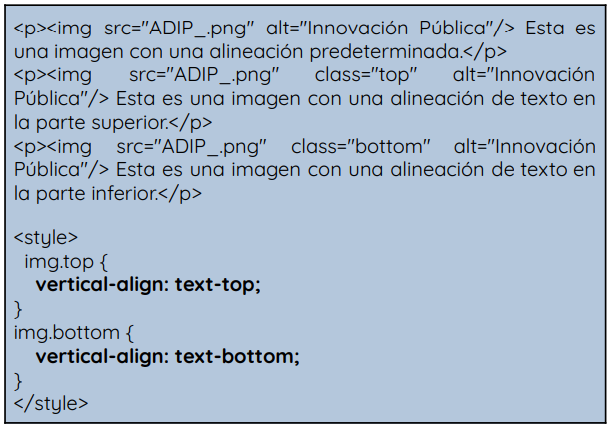 <p><img src="ADIP_.png" alt="Innovación Pública"/> Esta es
una imagen con una alineación predeterminada.</p>
<p><img src="ADIP_.png" class="top" alt="Innovación
Pública"/> Esta es una imagen con una alineación de texto en
la parte superior.</p>
<p><img src="ADIP_.png" class="bottom" alt="Innovación
Pública"/> Esta es una imagen con una alineación de texto en
la parte inferior.</p>
<style>
img.top {
vertical-align: text-top;
}
img.bottom {
vertical-align: text-bottom;
}
</style>